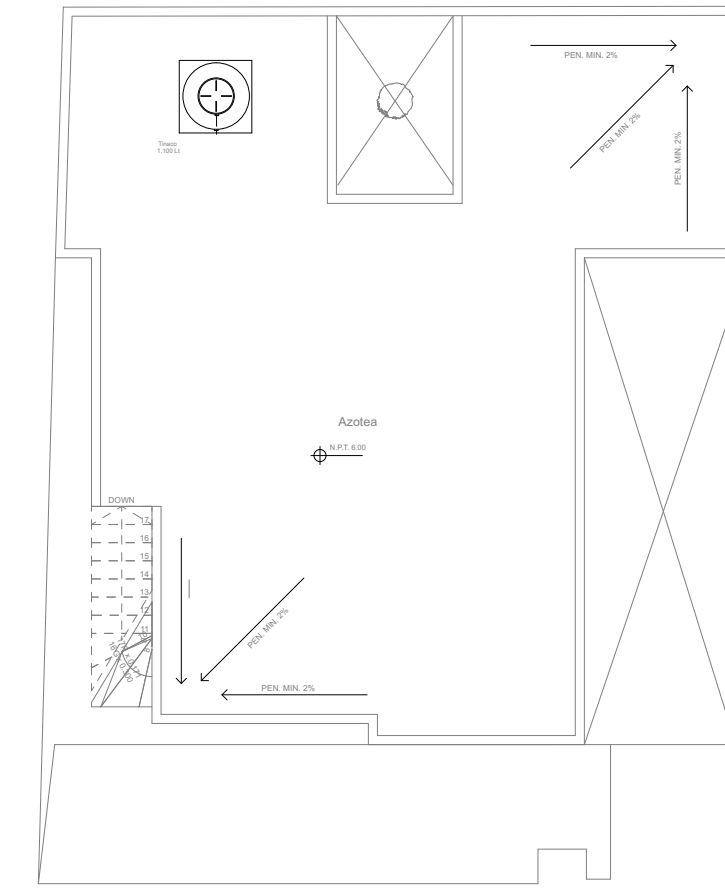 PEN. MIN. 2%
PEN. MIN. 2%
PEN. MIN. 2%
Tinaco
1,100 Lt
Azotea
N.P.T. 6.00
DOWN
17
16
15
14
13
12
11
PEN. MIN. 2%
PEN. MIN. 2%